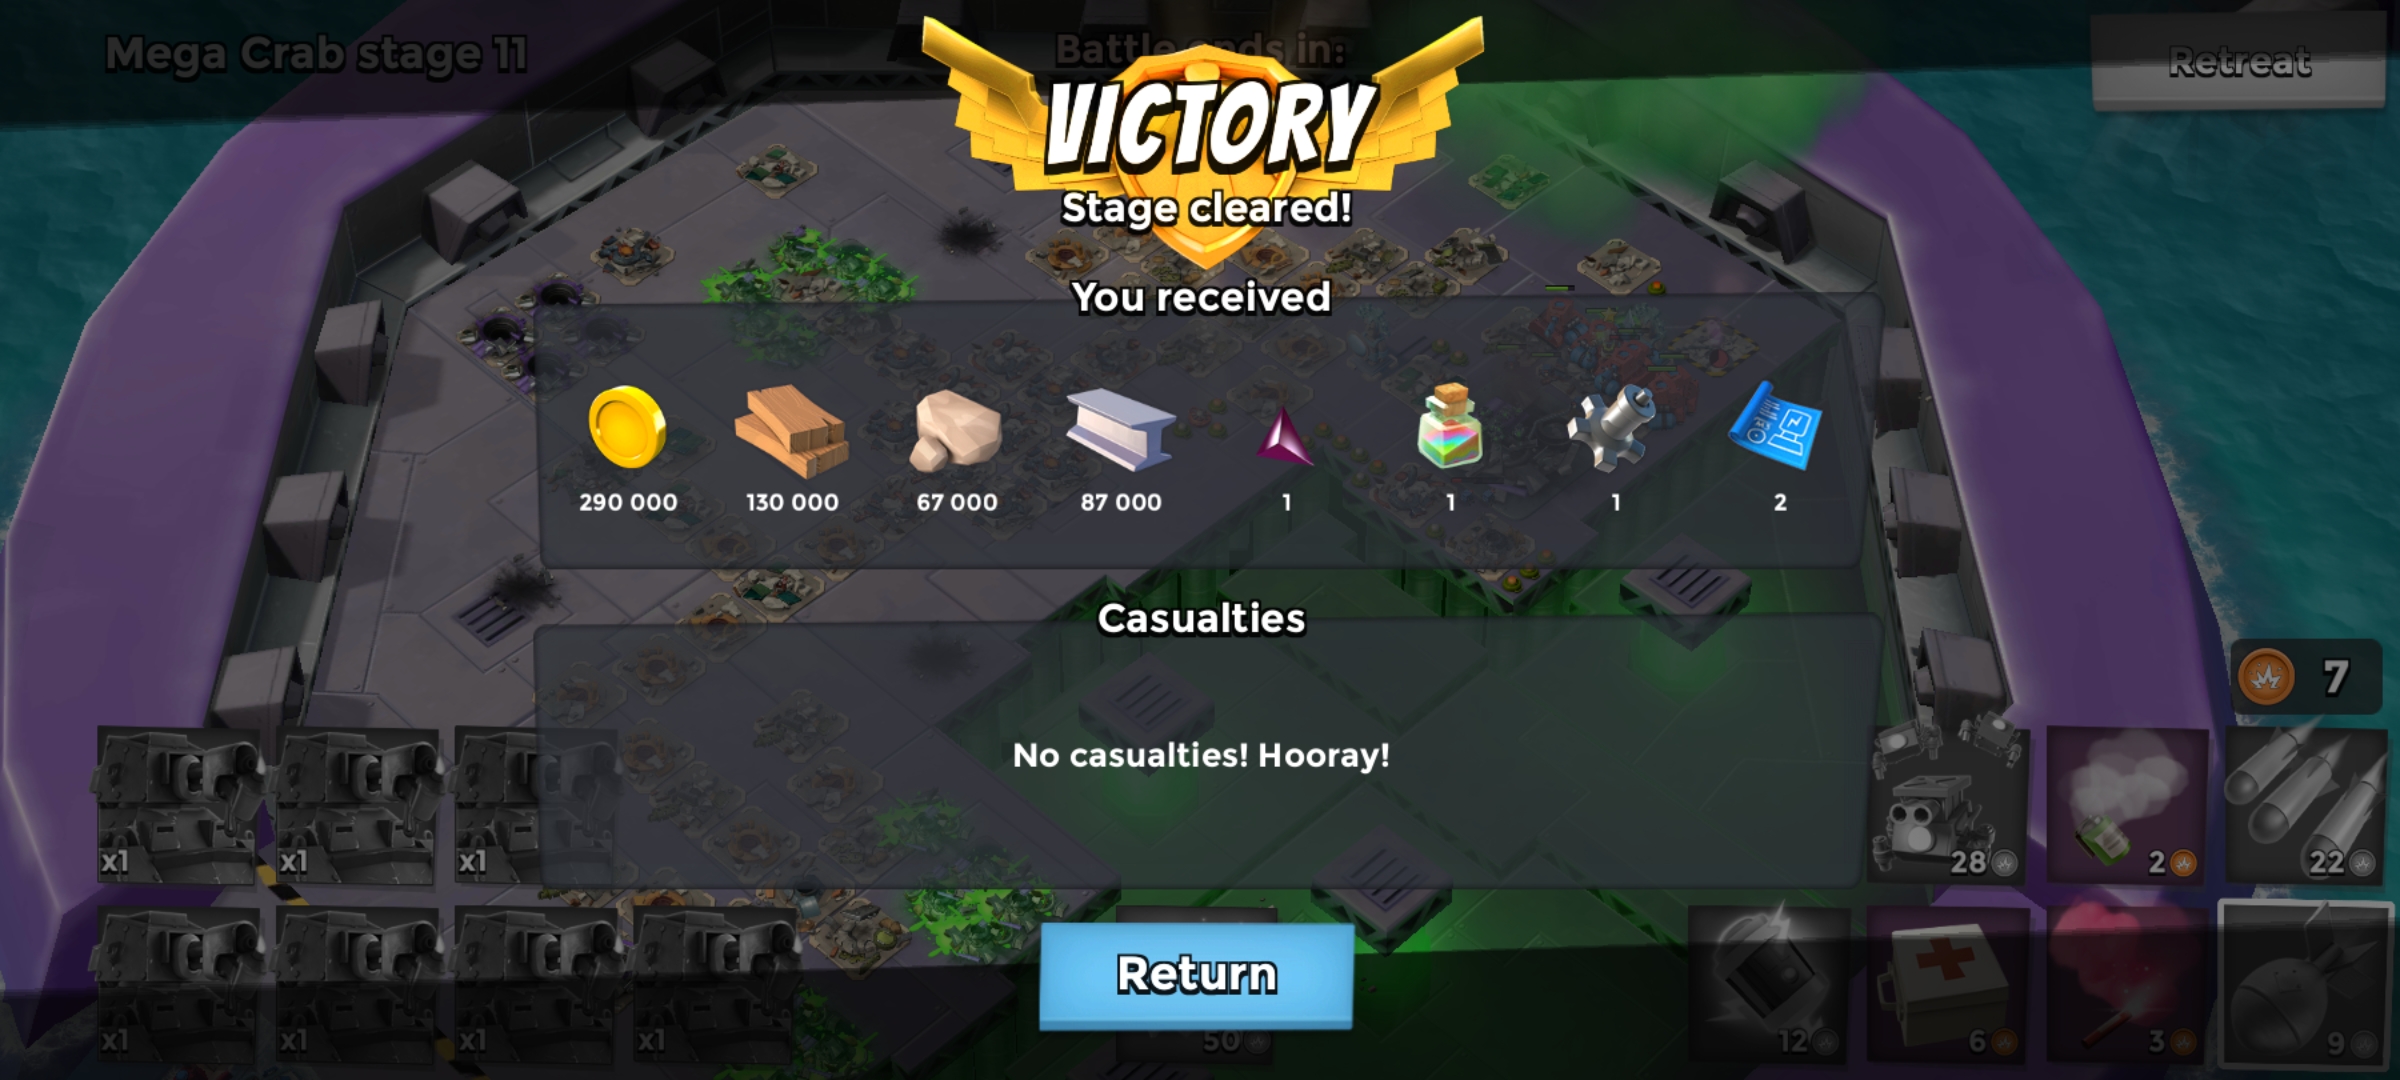 Mega Crab stage 11
Battle ends in:
Retreat
VICTORY
Stage cleared!
You received
290 000
130 000
67 000
87 000
1
1
1
2
Casualties
No casualties! Hooray!
7
x1
x1
x1
28
2
22
Return
x1
x1
x1
x1
50
12
6
3
9